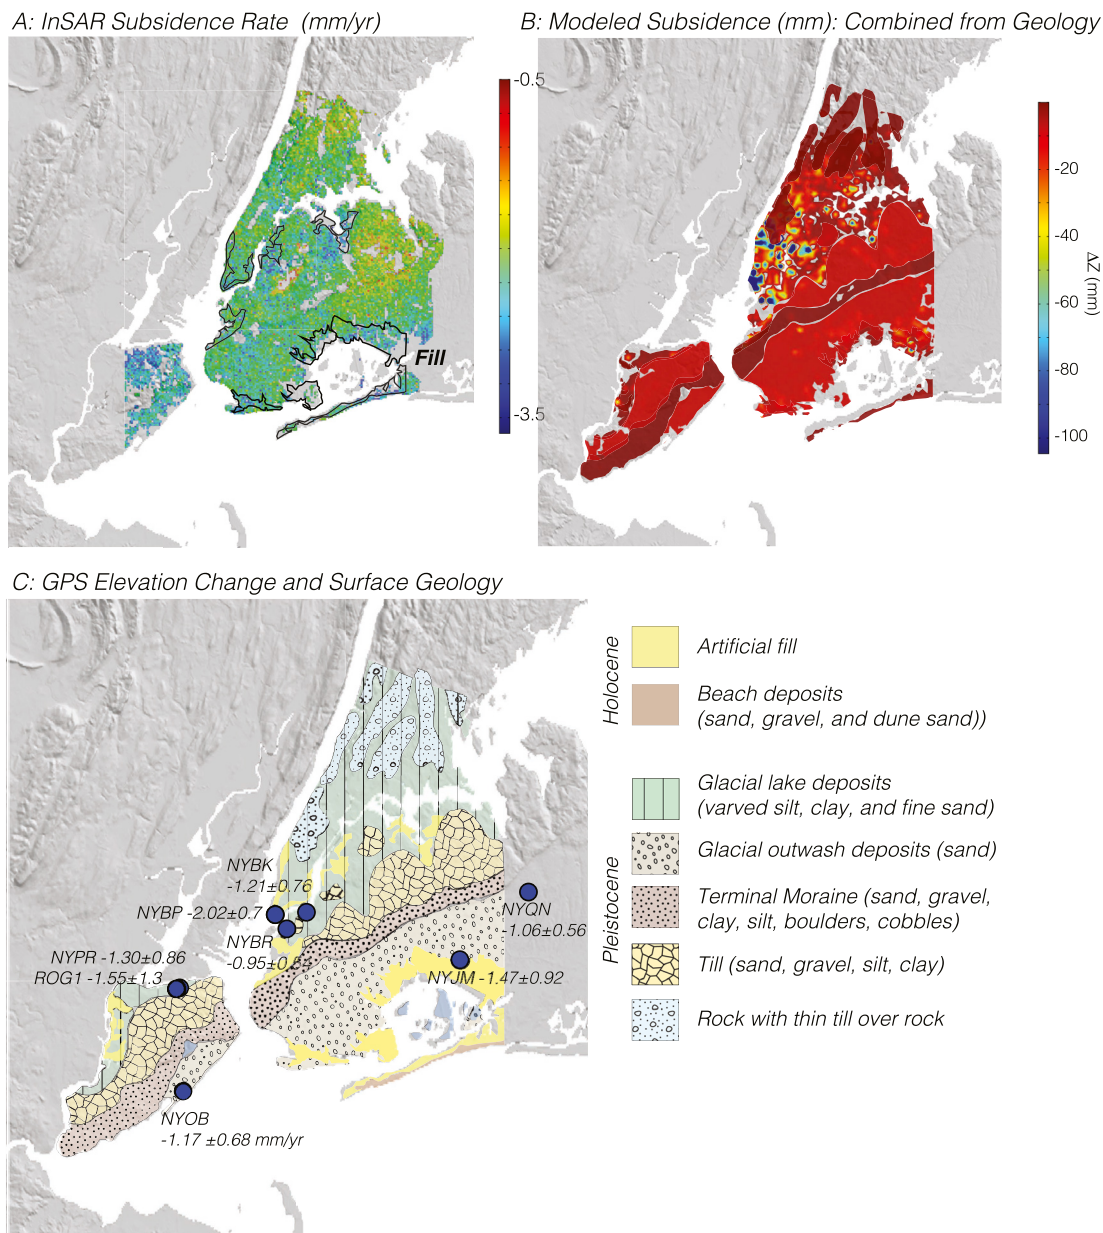 A: InSAR Subsidence Rate (mm/yr)
B: Modeled Subsidence (mm): Combined from Geology
-0.5
-3.5
Fill
-20
-40
-60
-80
-100
ΔZ (mm)
C: GPS Elevation Change and Surface Geology
NYBK
-1.21±0.76
NYBP -2.02±0.7
NYBR
NYPR -1.30±0.86
ROG1 -1.55±1.3
NYQN
-1.06±0.56
NYJM -1.47±0.92
NYOB
-1.17 ±0.68 mm/yr
Holocene
Artificial fill
Beach deposits
(sand, gravel, and dune sand))
Pleistocene
Glacial lake deposits
(varved silt, clay, and fine sand)
Glacial outwash deposits (sand)
Terminal Moraine (sand, gravel,
clay, silt, boulders, cobbles)
Till (sand, gravel, silt, clay)
Rock with thin till over rock